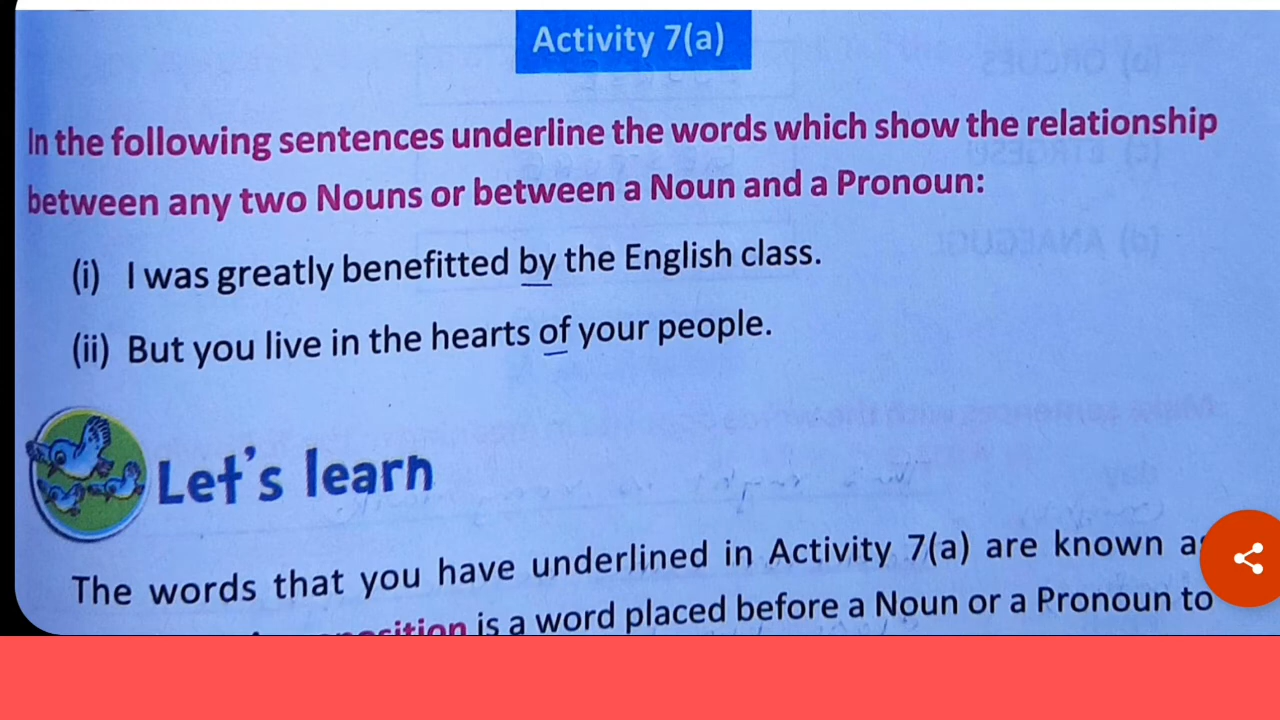 Activity 7(a)
In the following sentences underline the words which show the relationship
between any two Nouns or between a Noun and a Pronoun:
(i) I was greatly benefitted by the English class.
(ii) But you live in the hearts of your people.
Let's learn
The words that you have underlined in Activity 7(a) are known as
is a word placed before a Noun or a Pronoun to